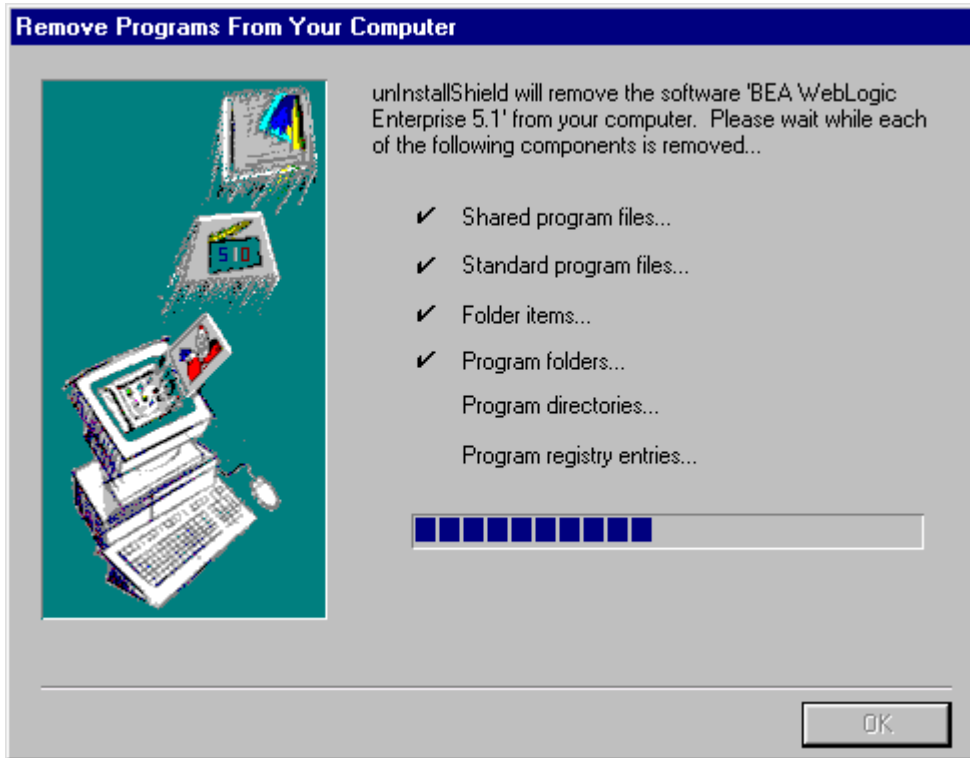 Remove Programs From Your Computer
unInstallShield will remove the software 'BEA WebLogic
Enterprise 5.1' from your computer.  Please wait while each
of the following components is removed...
✔ Shared program files...
✔ Standard program files...
✔ Folder items...
✔ Program folders...
Program directories...
Program registry entries...
510
OK